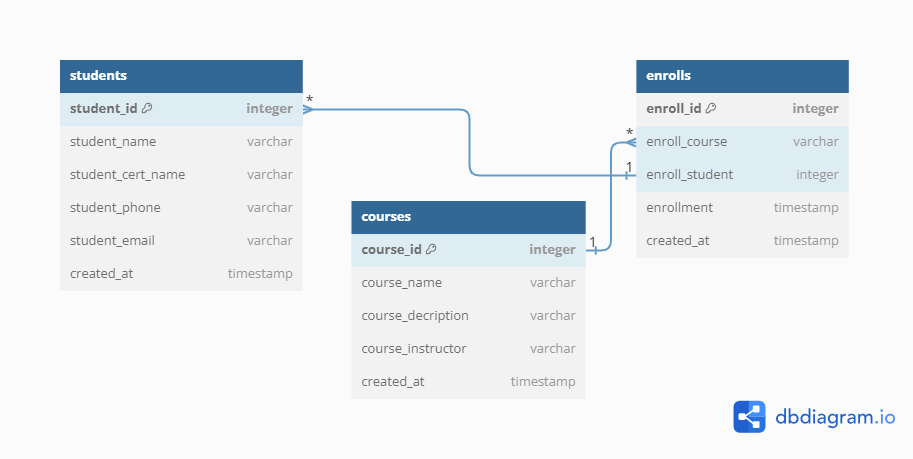 students
student_id integer
student_name varchar
student_cert_name varchar
student_phone varchar
student_email varchar
created_at timestamp
*
courses
course_id integer
course_name varchar
course_decription varchar
course_instructor varchar
created_at timestamp
1
enrolls
enroll_id integer
* enroll_course varchar
1 enroll_student integer
enrollment timestamp
created_at timestamp
dbdiagram.io